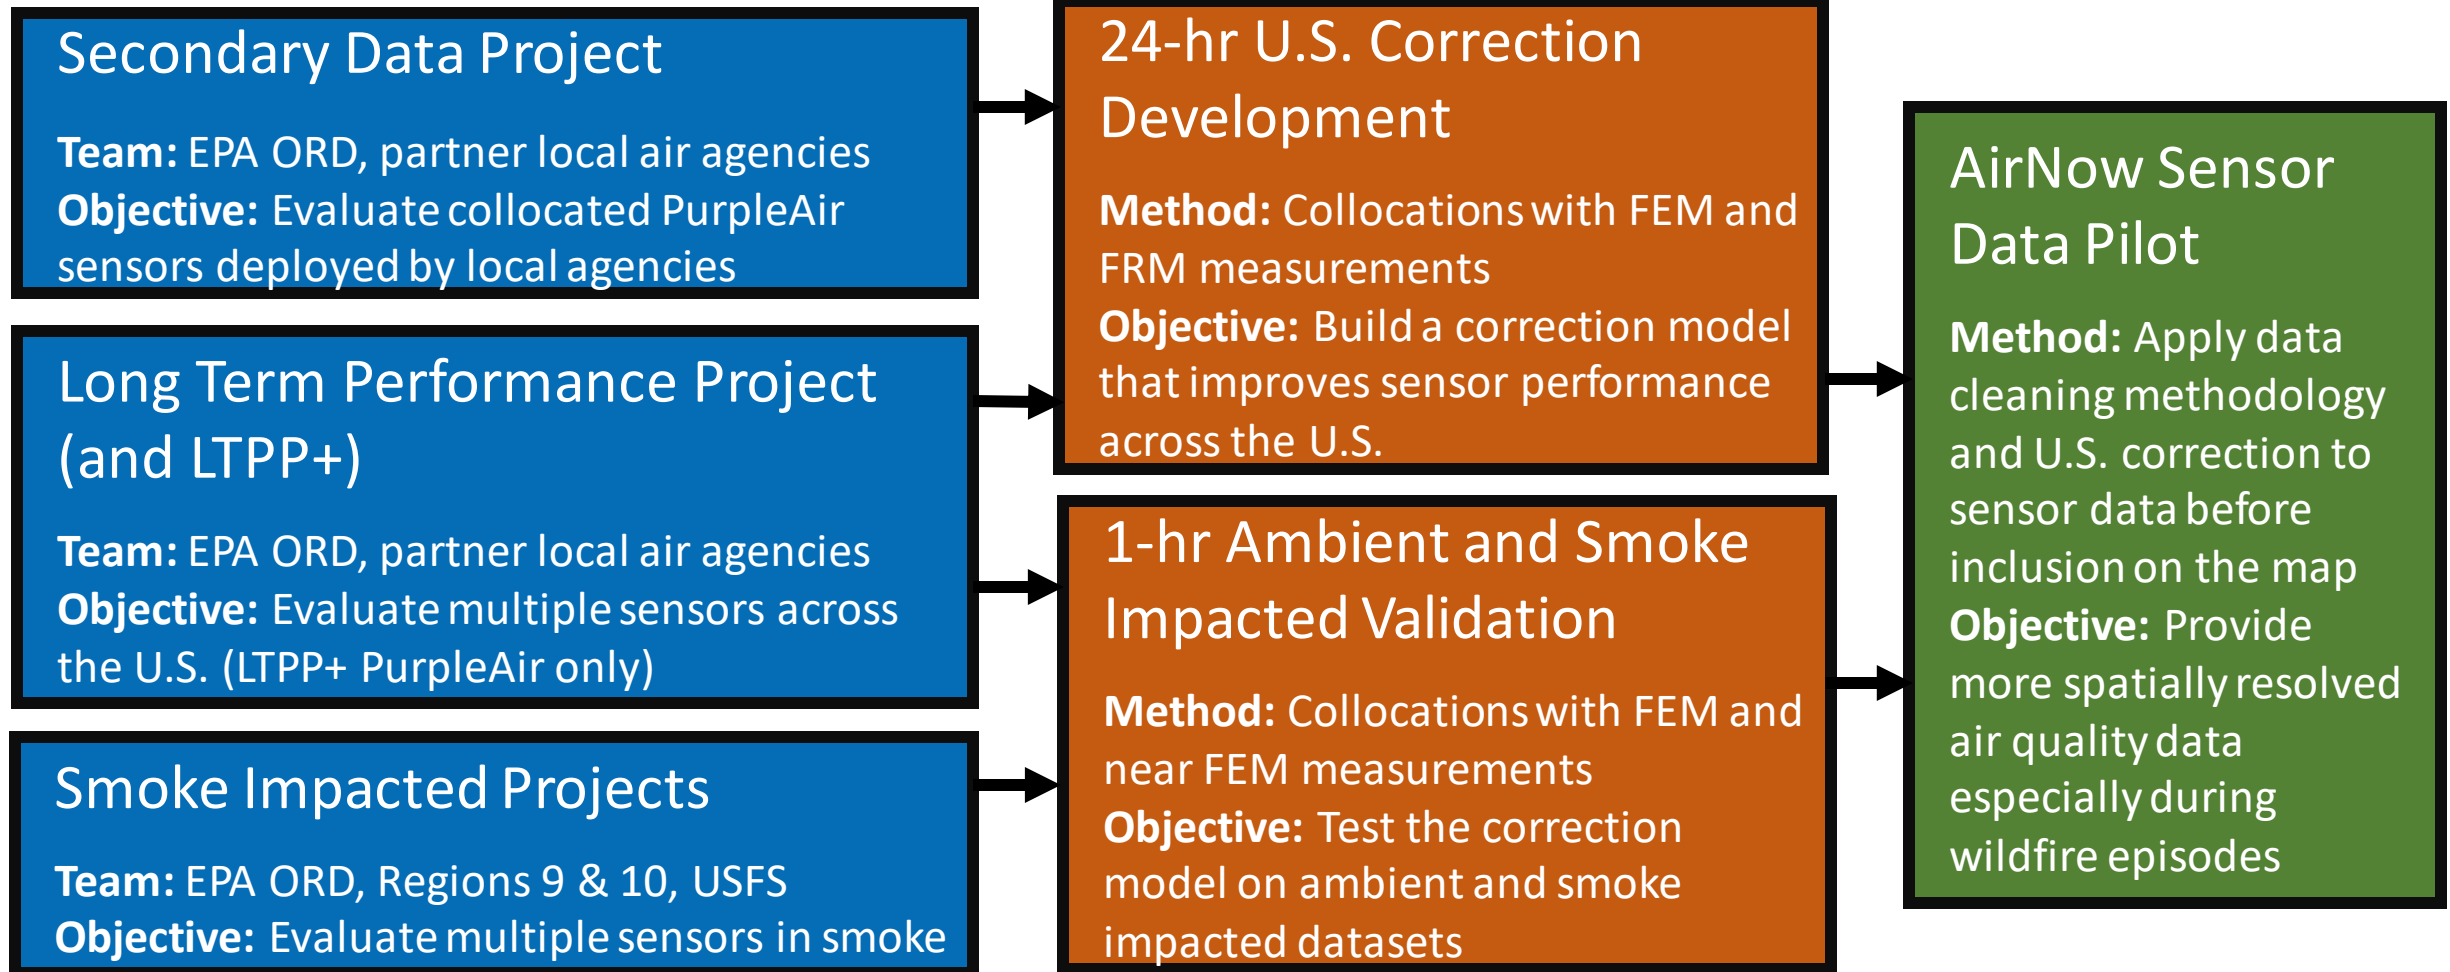 Secondary Data Project
Team: EPA ORD, partner local air agencies
Objective: Evaluate collocated PurpleAir
sensors deployed by local agencies
Long Term Performance Project
(and LTPP+)
Team: EPA ORD, partner local air agencies
Objective: Evaluate multiple sensors across
the U.S. (LTPP+ PurpleAir only)
Smoke Impacted Projects
Team: EPA ORD, Regions 9 & 10, USFS
Objective: Evaluate multiple sensors in smoke
24-hr U.S. Correction
Development
Method: Collocations with FEM and
FRM measurements
Objective: Build a correction model
that improves sensor performance
across the U.S.
1-hr Ambient and Smoke
Impacted Validation
Method: Collocations with FEM and
near FEM measurements
Objective: Test the correction
model on ambient and smoke
impacted datasets
AirNow Sensor
Data Pilot
Method: Apply data
cleaning methodology
and U.S. correction to
sensor data before
inclusion on the map
Objective: Provide
more spatially resolved
air quality data
especially during
wildfire episodes